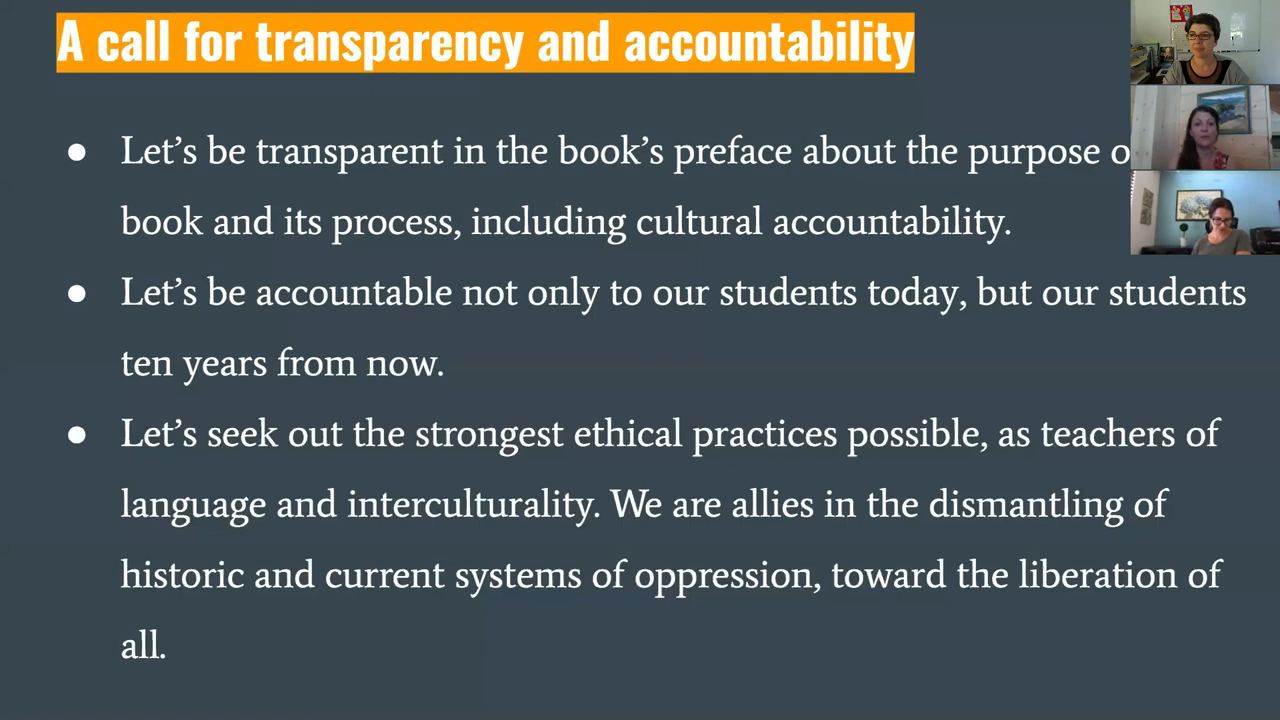 A call for transparency and accountability
● Let’s be transparent in the book’s preface about the purpose
book and its process, including cultural accountability.
● Let’s be accountable not only to our students today, but our students
ten years from now.
● Let’s seek out the strongest ethical practices possible, as teachers of
language and interculturality. We are allies in the dismantling of
historic and current systems of oppression, toward the liberation of
all.